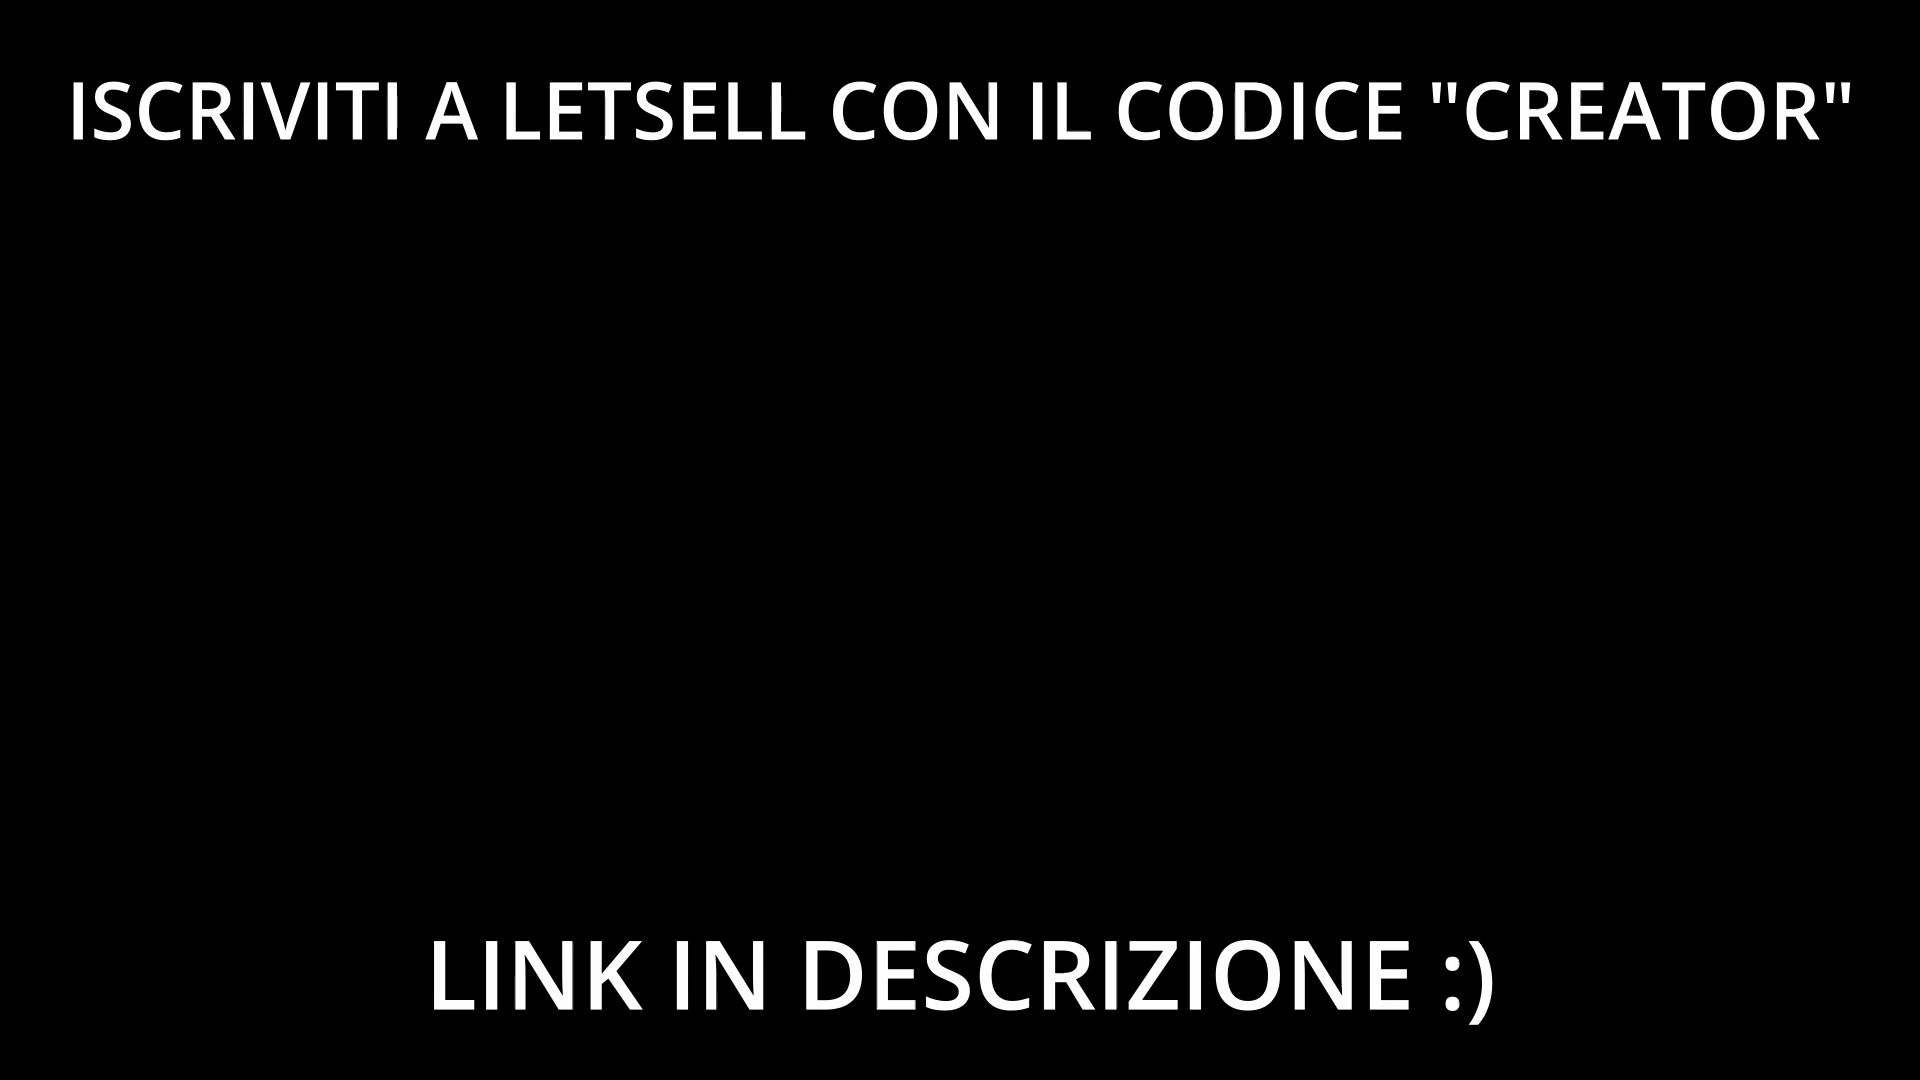 ISCRIVITI A LETSELL CON IL CODICE "CREATOR"
LINK IN DESCRIZIONE :)